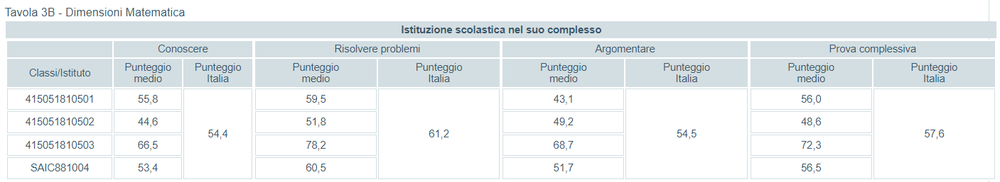 Tavola 3B - Dimensioni Matematica
Istituzione scolastica nel suo complesso
Conoscere Risolvere problemi Argomentare Prova complessiva
Classi/Istituto Punteggio medio Punteggio Italia Punteggio medio Punteggio Italia Punteggio medio Punteggio Italia Punteggio medio Punteggio Italia
415051810501 55,8 59,5 43,1 56,0
415051810502 44,6 51,8 49,2 48,6
54,4 61,2 54,5 57,6
415051810503 66,5 78,2 68,7 72,3
SAIC881004 53,4 60,5 51,7 56,5